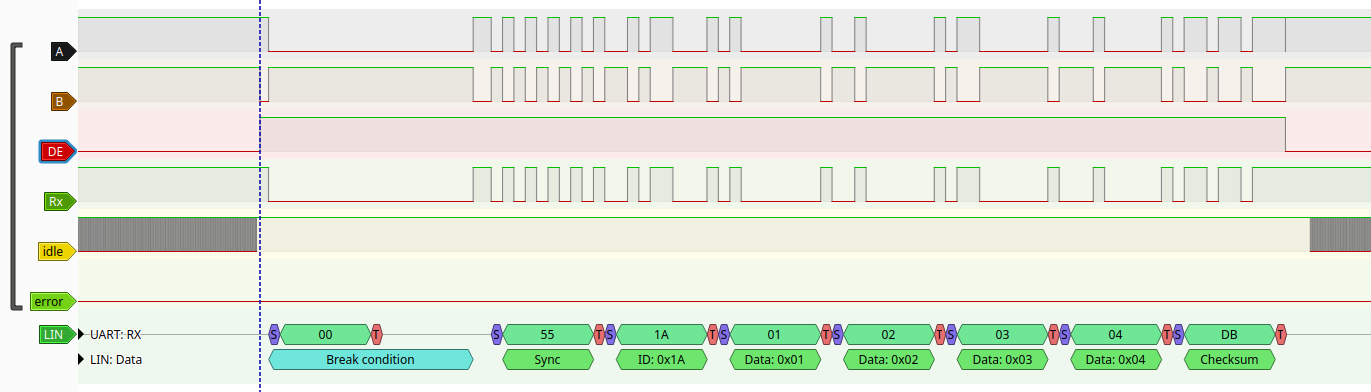 A
B
DE
Rx
idle
error
LIN UART: RX S 00 T S 55 T S 1A T S 01 T S 02 T S 03 T S 04 T S DB T
LIN: Data Break condition Sync ID: 0x1A Data: 0x01 Data: 0x02 Data: 0x03 Data: 0x04 Checksum